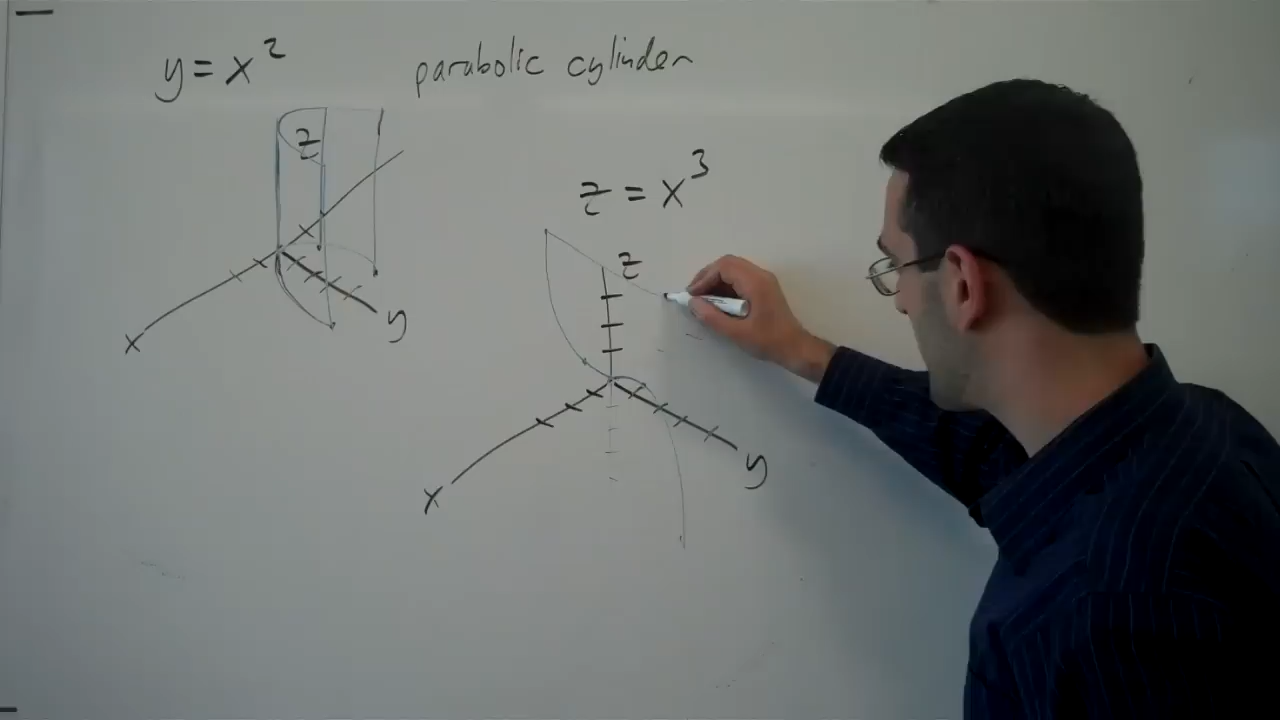 y = x²
parabolic cylinder
z
x
y
z = x³
z
x
y